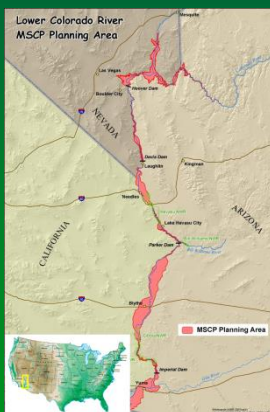 Lower Colorado River
MSCP Planning Area
Mesquite
Las Vegas
Boulder City
Hoover Dam
NEVADA
Davis Dam
Laughlin
Kingman
Needles
Lake Havasu City
ARIZONA
CALIFORNIA
Parker Dam
Blythe
MSCP Planning Area
Imperial Dam
Yuma